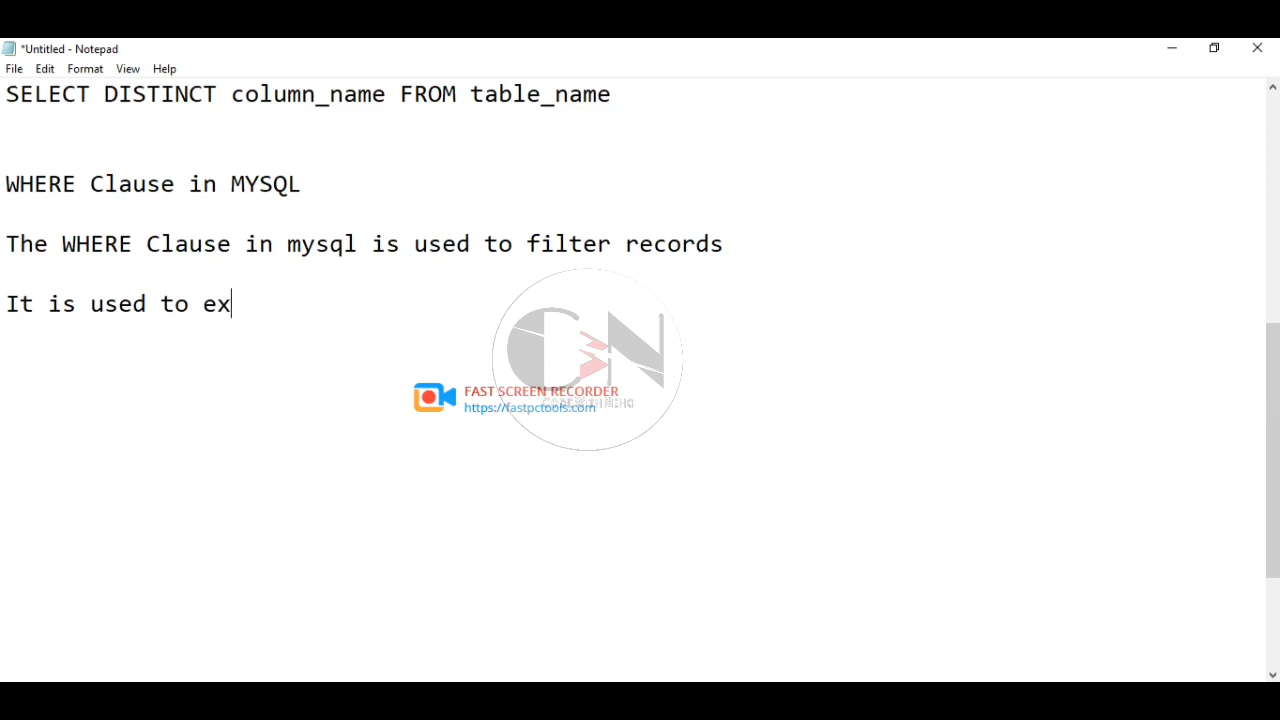 *Untitled - Notepad
File Edit Format View Help
SELECT DISTINCT column_name FROM table_name
WHERE Clause in MYSQL
The WHERE Clause in mysql is used to filter records
It is used to ex
FAST SCREEN RECORDER
https://fastpctools.com